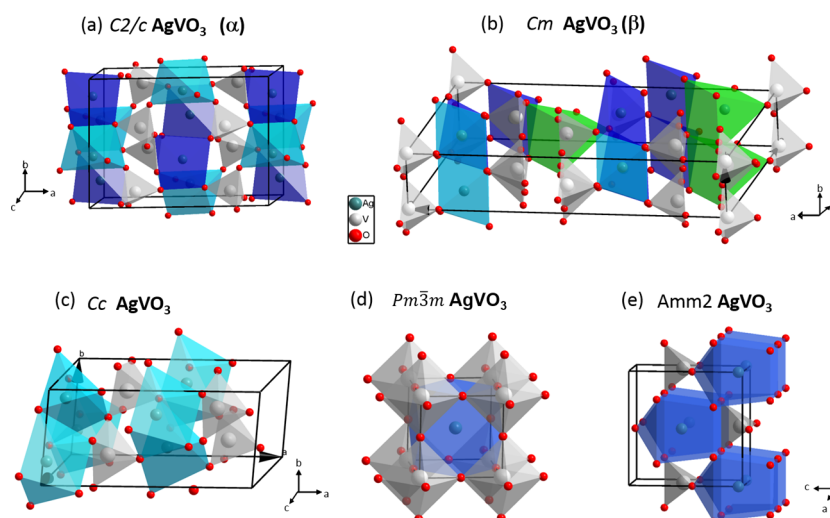 (a) C2/c AgVO₃ (α)
(b) Cm AgVO₃ (β)
b
c
a
Ag
V
O
b
a
(c) Cc AgVO₃
(d) Pm3̅m AgVO₃
(e) Amm2 AgVO₃
b
a
b
c
a
c
a